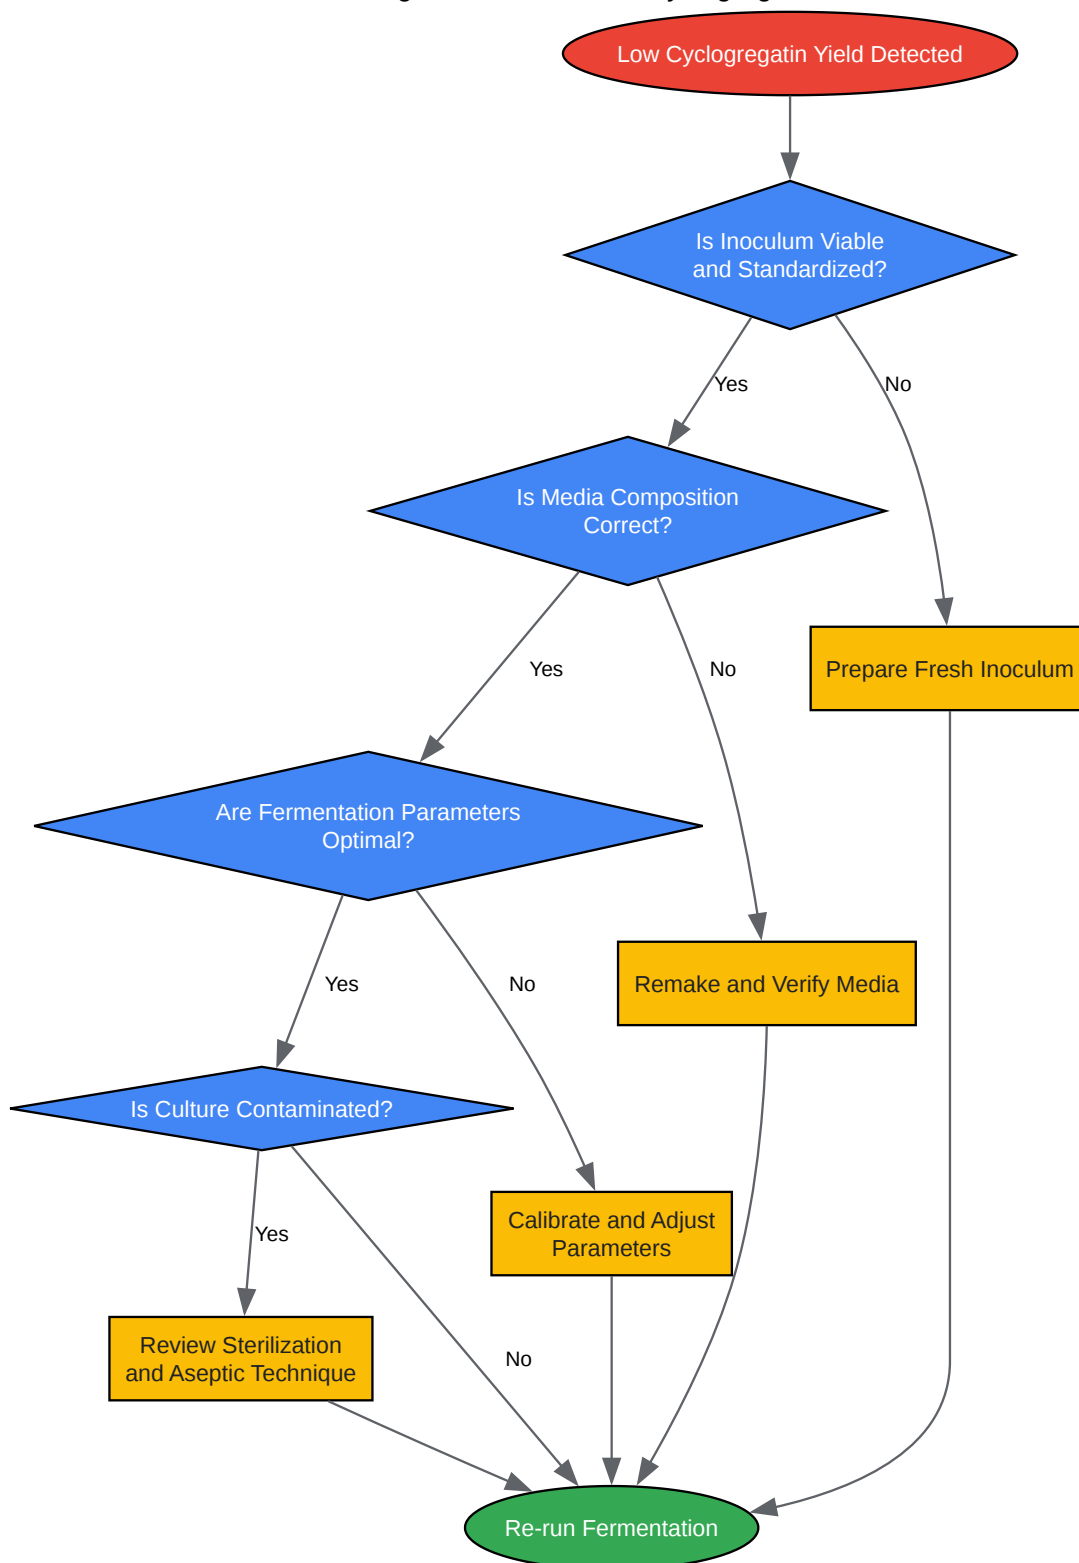 Low Cyclogregatin Yield Detected
Is Inoculum Viable
and Standardized?
Yes
No
Is Media Composition
Correct?
Yes
No
Prepare Fresh Inoculum
Are Fermentation Parameters
Optimal?
Yes
No
Remake and Verify Media
Is Culture Contaminated?
Yes
Calibrate and Adjust
Parameters
Review Sterilization
and Aseptic Technique
No
Re-run Fermentation